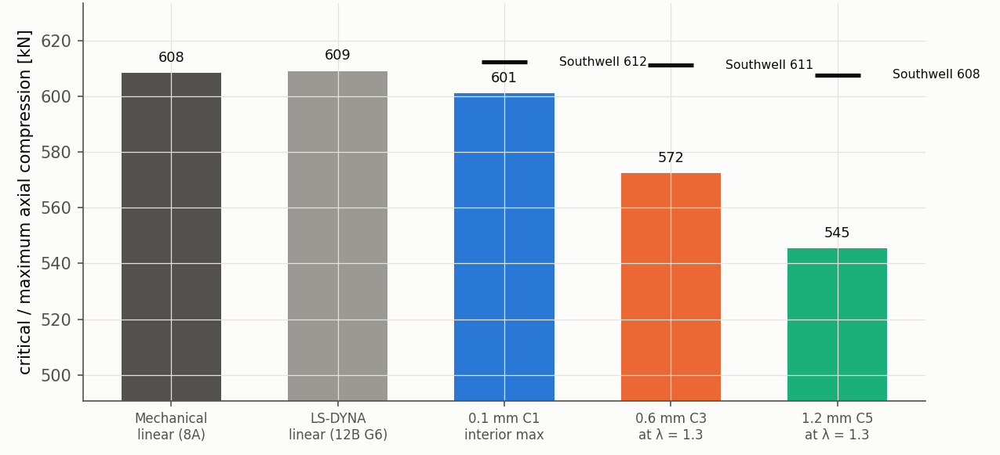 critical / maximum axial compression [kN]
620
600
580
560
540
520
500
608
609
601
Southwell 612
572
Southwell 611
545
Southwell 608
Mechanical
linear (8A)
LS-DYNA
linear (12B G6)
0.1 mm C1
interior max
0.6 mm C3
at λ = 1.3
1.2 mm C5
at λ = 1.3